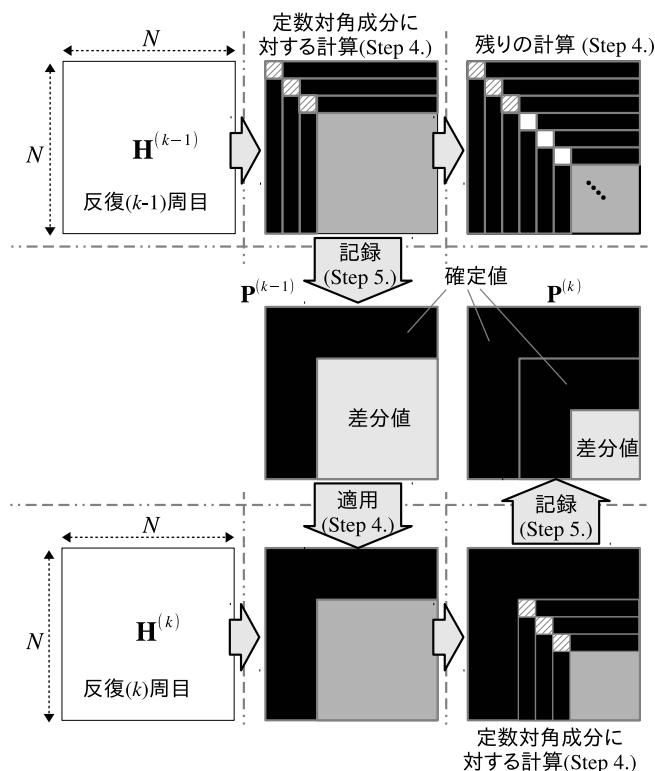 N
定数対角成分に
対する計算(Step 4.)
残りの計算 (Step 4.)
N
H^(k−1)
反復(k-1)周目
記録
(Step 5.)
P^(k−1)
確定値
P^(k)
差分値
差分値
適用
(Step 4.)
記録
(Step 5.)
N
N
H^(k)
反復(k)周目
定数対角成分に
対する計算(Step 4.)